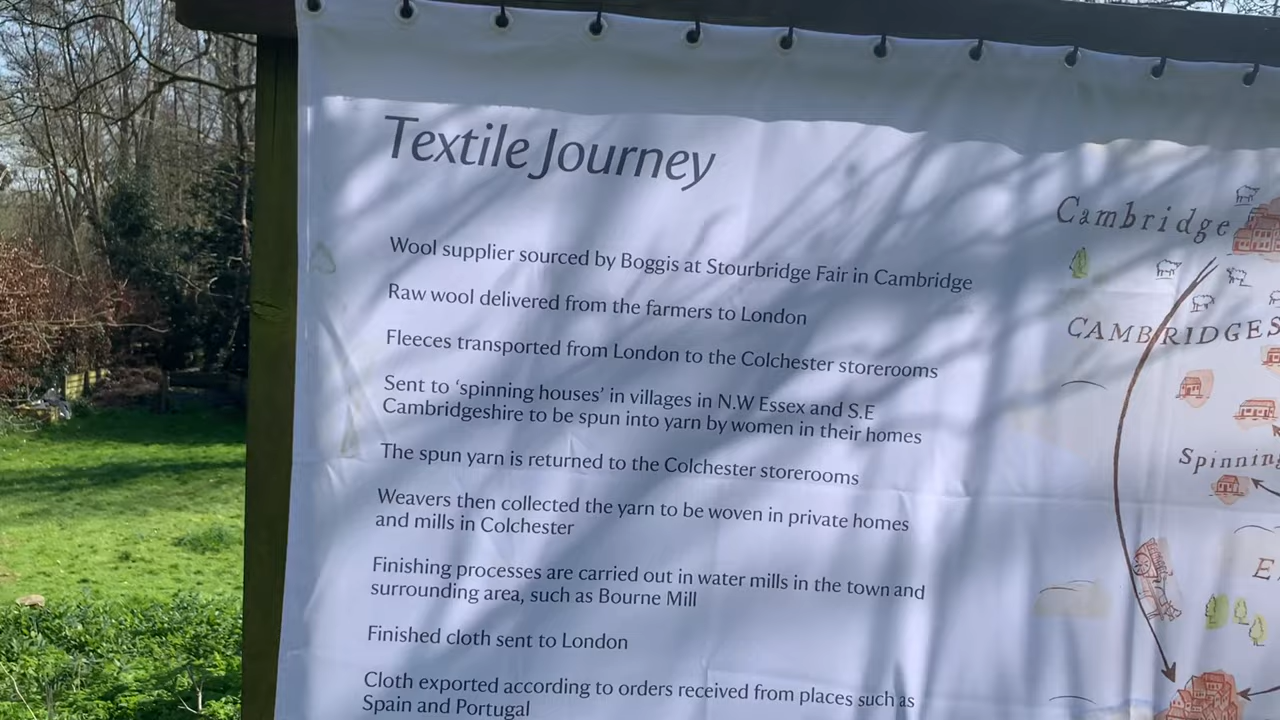 Textile Journey
Wool supplier sourced by Boggis at Stourbridge Fair in Cambridge
Raw wool delivered from the farmers to London
Fleeces transported from London to the Colchester storerooms
Sent to ‘spinning houses’ in villages in N.W Essex and S.E
Cambridgeshire to be spun into yarn by women in their homes
The spun yarn is returned to the Colchester storerooms
Weavers then collected the yarn to be woven in private homes
and mills in Colchester
Finishing processes are carried out in water mills in the town and
surrounding area, such as Bourne Mill
Finished cloth sent to London
Cloth exported according to orders received from places such as
Spain and Portugal
Cambridge
CAMBRIDGES
Spinnin
E